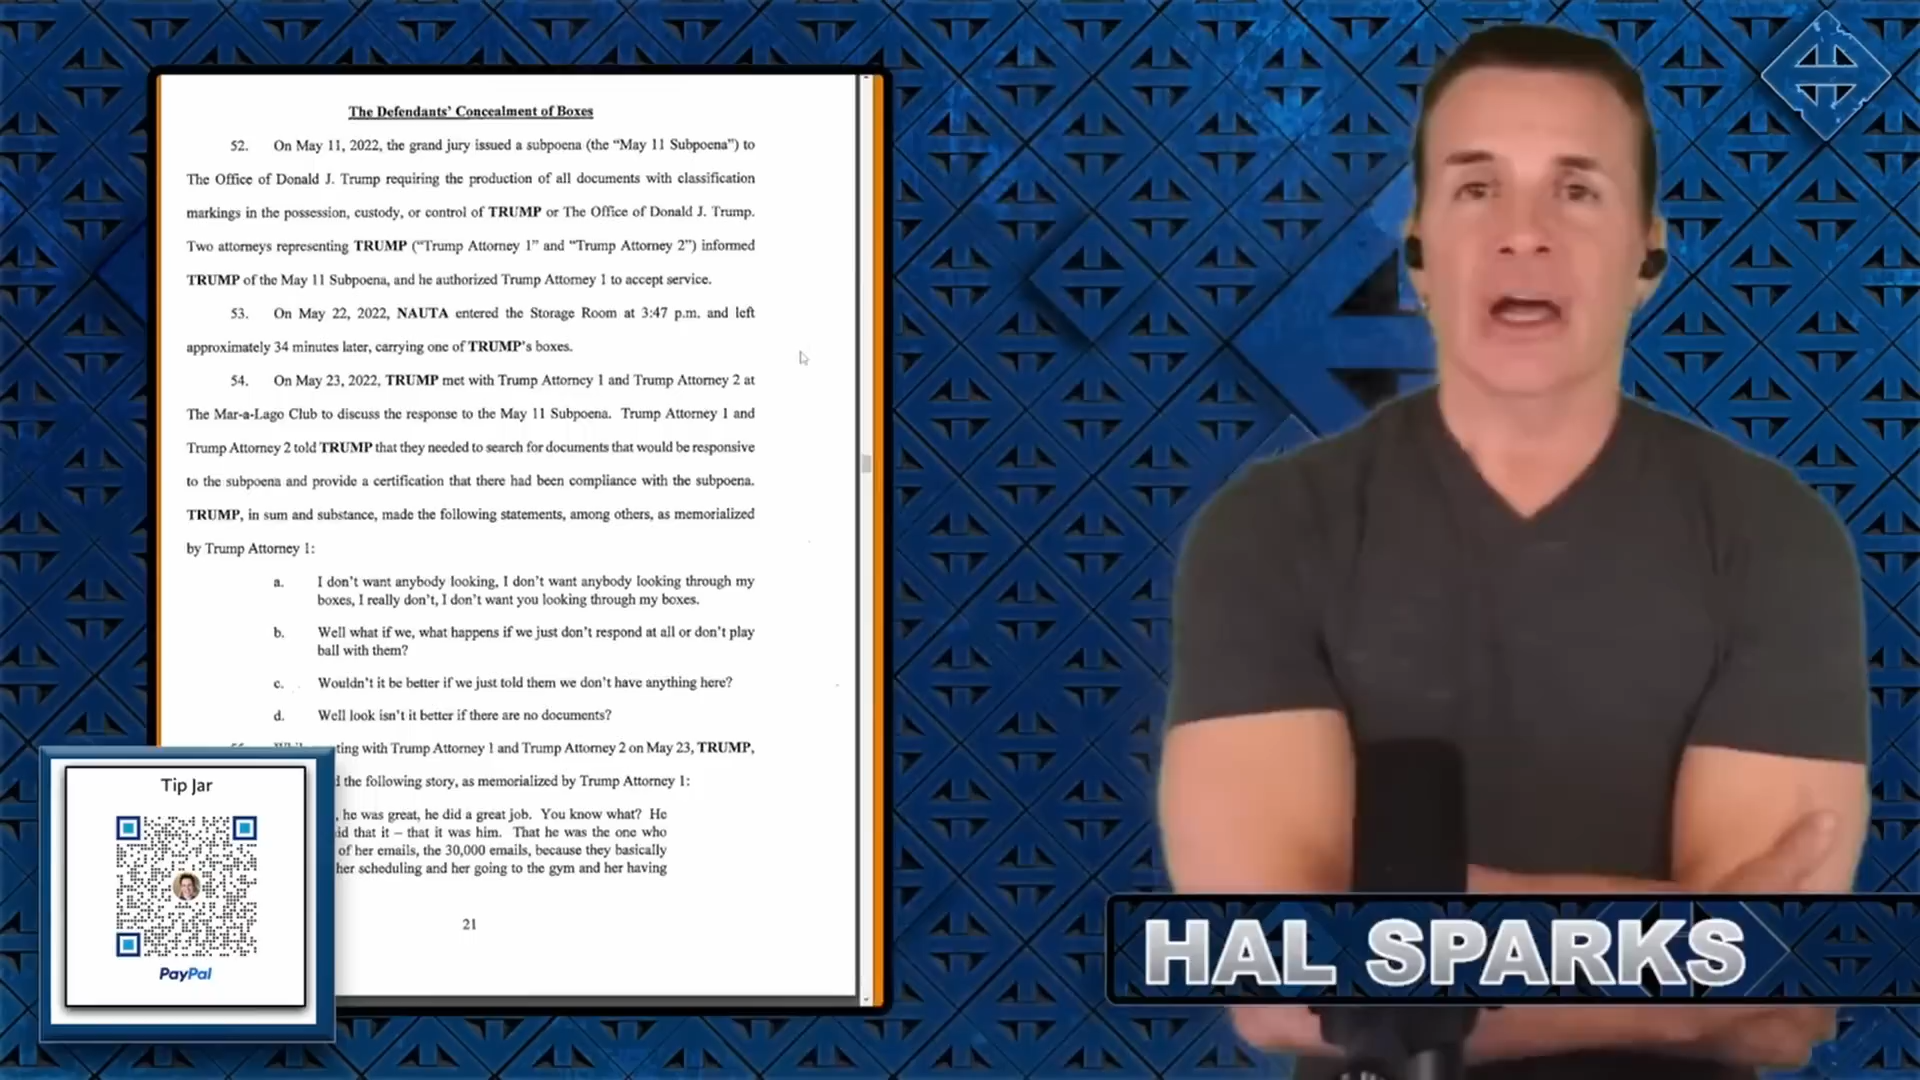 The Defendants' Concealment of Boxes
52. On May 11, 2022, the grand jury issued a subpoena (the “May 11 Subpoena”) to
The Office of Donald J. Trump requiring the production of all documents with classification
markings in the possession, custody, or control of TRUMP or The Office of Donald J. Trump.
Two attorneys representing TRUMP (“Trump Attorney 1” and “Trump Attorney 2”) informed
TRUMP of the May 11 Subpoena, and he authorized Trump Attorney 1 to accept service.
53. On May 22, 2022, NAUTA entered the Storage Room at 3:47 p.m. and left
approximately 34 minutes later, carrying one of TRUMP's boxes.
54. On May 23, 2022, TRUMP met with Trump Attorney 1 and Trump Attorney 2 at
The Mar-a-Lago Club to discuss the response to the May 11 Subpoena. Trump Attorney 1 and
Trump Attorney 2 told TRUMP that they needed to search for documents that would be responsive
to the subpoena and provide a certification that there had been compliance with the subpoena.
TRUMP, in sum and substance, made the following statements, among others, as memorialized
by Trump Attorney 1:
a. I don't want anybody looking, I don't want anybody looking through my
boxes, I really don't, I don't want you looking through my boxes.
b. Well what if we, what happens if we just don't respond at all or don't play
ball with them?
c. Wouldn't it be better if we just told them we don't have anything here?
d. Well look isn't it better if there are no documents?
with Trump Attorney 1 and Trump Attorney 2 on May 23, TRUMP,
the following story, as memorialized by Trump Attorney 1:
, he was great, he did a great job. You know what? He
that it – that it was him. That he was the one who
of her emails, the 30,000 emails, because they basically
her scheduling and her going to the gym and her having
21
Tip Jar
PayPal
HAL SPARKS